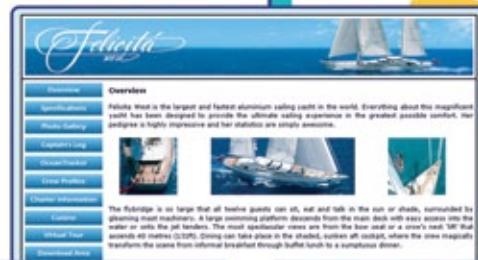 Felicitá
WEST
Overview
Specifications
Photo Gallery
Captain's Log
OceanTracker
Crew Profiles
Charter Information
Cuisine
Virtual Tour
Download Area
Overview
Felicita West is the largest and fastest aluminium sailing yacht in the world. Everything about this magnificent
yacht has been designed to provide the ultimate sailing experience in the greatest possible comfort. Her
pedigree is highly impressive and her statistics are simply awesome.
The flybridge is so large that all twelve guests can sit, eat and talk in the sun or shade, surrounded by
gleaming mast machinery. A large swimming platform descends from the main deck with easy access into the
water or onto the jet tenders. The most spectacular views are from the bow seat or a crow's nest 'lift' that
ascends 40 metres (131ft). Dining can take place in the shaded, sunken aft cockpit, where the crew magically
transform the scene from informal breakfast through buffet lunch to a sumptuous dinner.